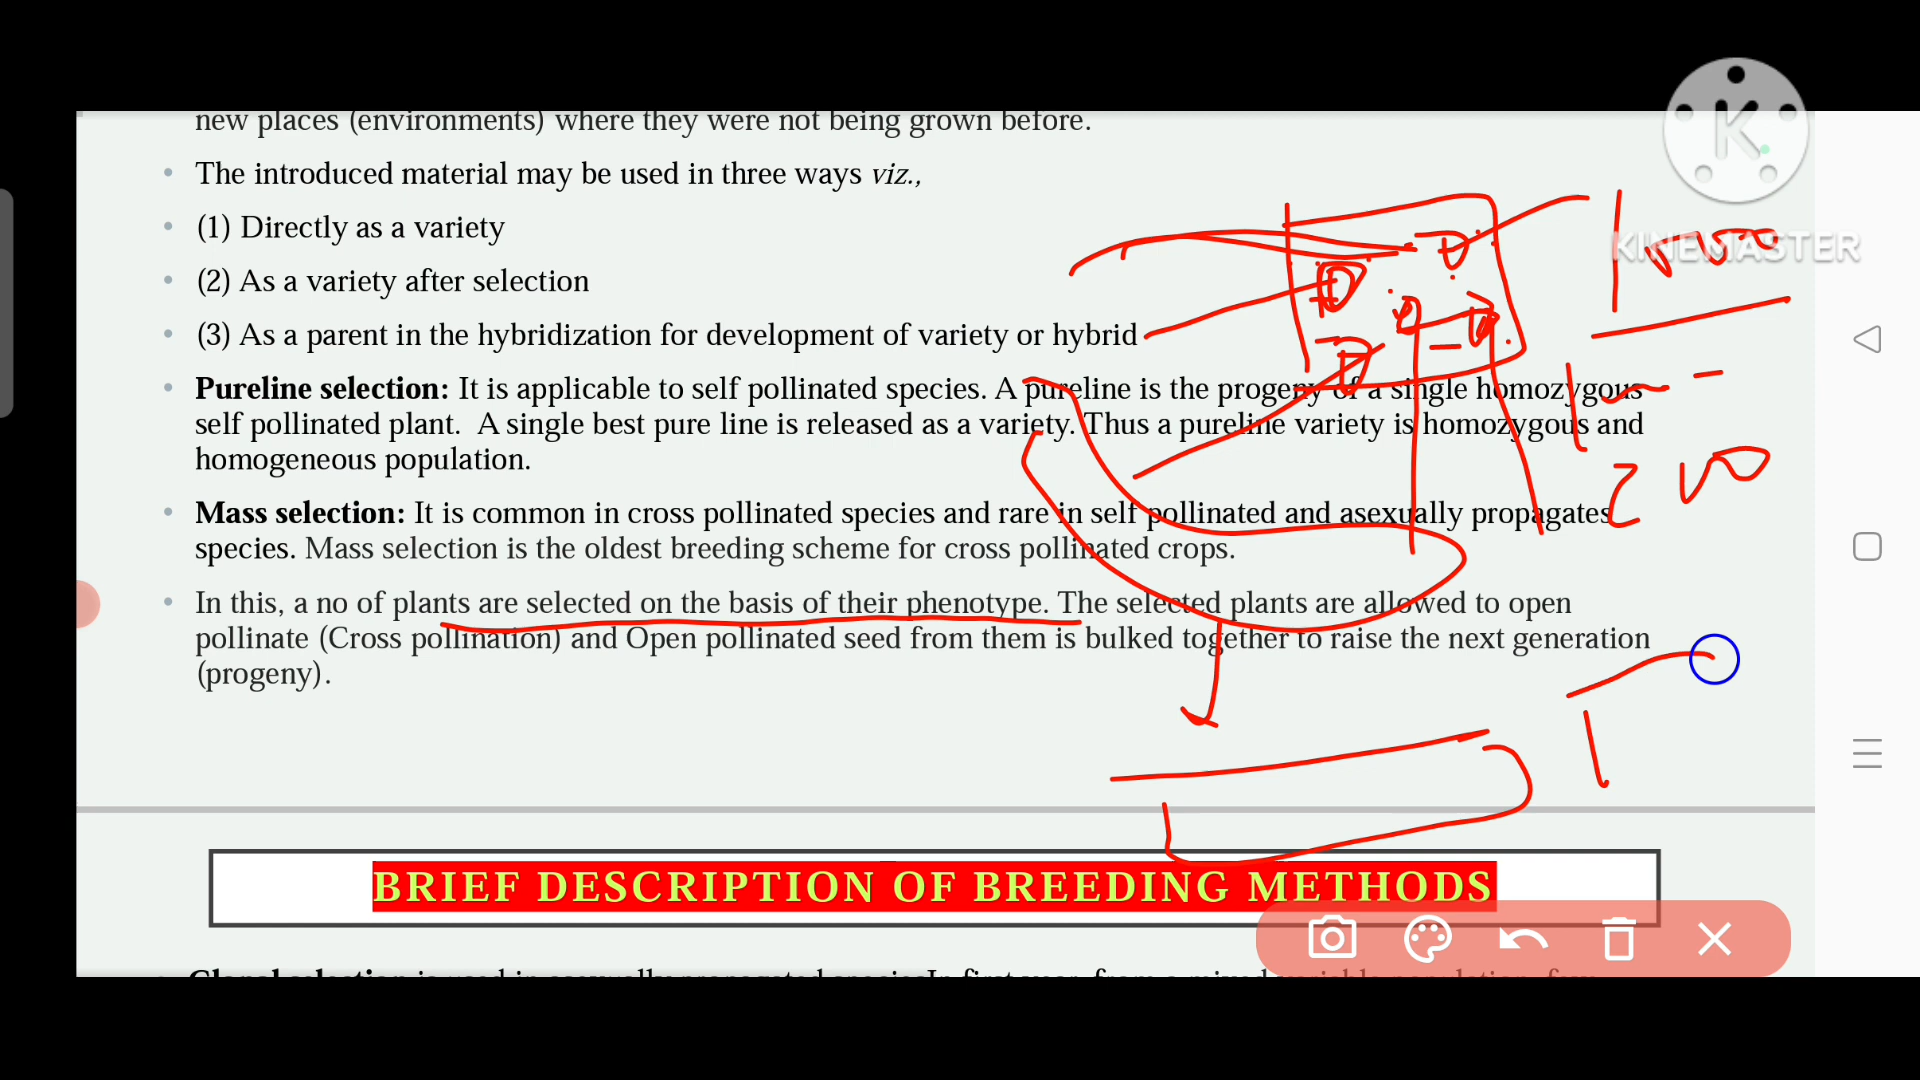 new places (environments) where they were not being grown before.
• The introduced material may be used in three ways viz.,
• (1) Directly as a variety
• (2) As a variety after selection
• (3) As a parent in the hybridization for development of variety or hybrid
• Pureline selection: It is applicable to self pollinated species. A pureline is the progeny of a single homozygous
self pollinated plant. A single best pure line is released as a variety. Thus a pureline variety is homozygous and
homogeneous population.
• Mass selection: It is common in cross pollinated species and rare in self pollinated and asexually propagates
species. Mass selection is the oldest breeding scheme for cross pollinated crops.
• In this, a no of plants are selected on the basis of their phenotype. The selected plants are allowed to open
pollinate (Cross pollination) and Open pollinated seed from them is bulked together to raise the next generation
(progeny).
K
KINEMASTER
200
BRIEF DESCRIPTION OF BREEDING METHODS